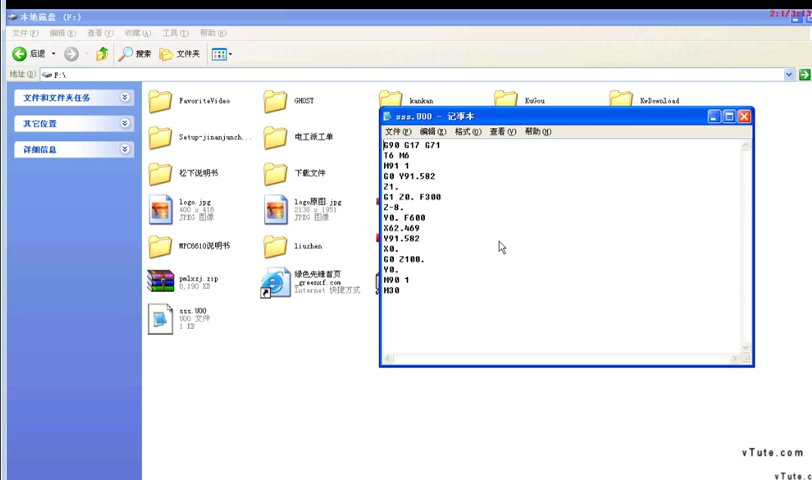 本地磁盘 (F:)
2:1/3:13
文件(F) 编辑(E) 查看(V) 收藏(A) 工具(T) 帮助(H)
后退 搜索 文件夹
地址(D) F:\
文件和文件夹任务
其它位置
详细信息
FavoriteVideo GHOST kankan KuGou KwDownload
Setup-jinanjunch... 电工派工单
松下说明书 下载文件
logo.jpg
400 x 418
JPEG 图像
logo原图.jpg
2138 x 1951
JPEG 图像
MPC6610说明书 liuzhen
pmlxzj.zip
8,190 KB
绿色先锋首页
_greenxf.com
Internet 快捷方式
sss.U00
U00 文件
1 KB
sss.U00 - 记事本
文件(F) 编辑(E) 格式(O) 查看(V) 帮助(H)
G90 G17 G71
T6 M6
M91 1
G0 Y91.582
Z1.
G1 Z0. F300
Z-8.
Y0. F600
X62.469
Y91.582
X0.
G0 Z100.
Y0.
M90 1
M30
vTute.com
vTute.c